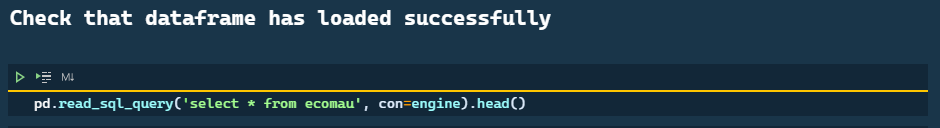 Check that dataframe has loaded successfully
M↓
pd.read_sql_query('select * from ecomau', con=engine).head()